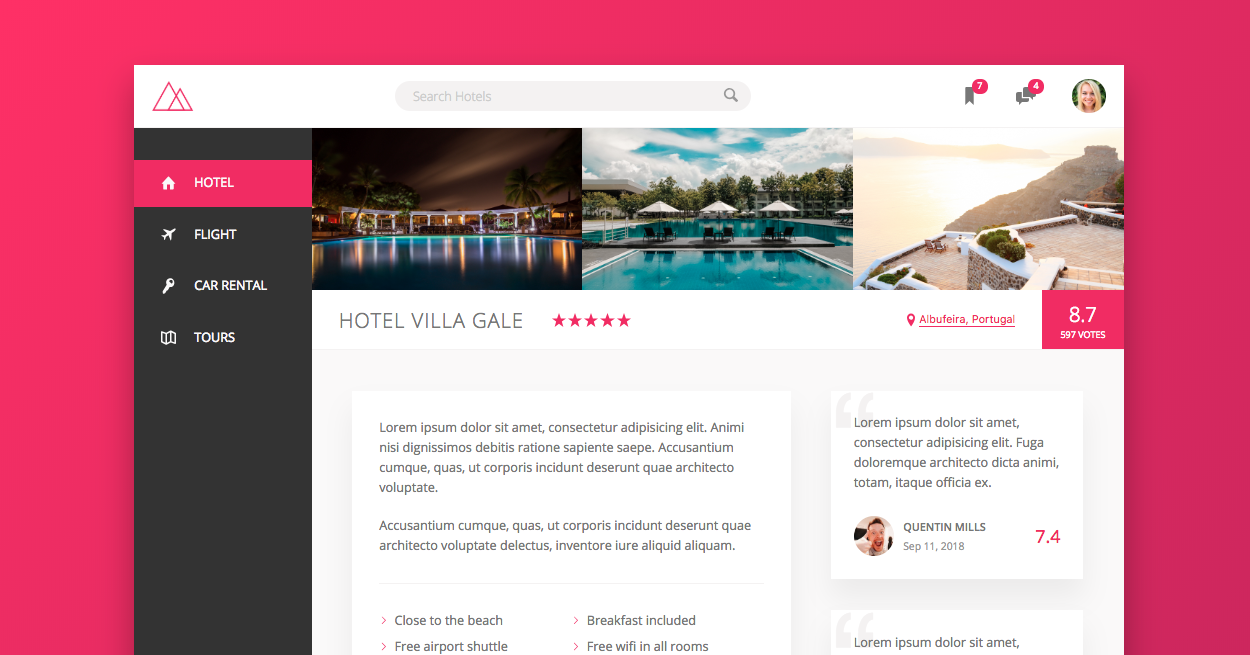 Search Hotels
7
4
HOTEL
FLIGHT
CAR RENTAL
TOURS
HOTEL VILLA GALE
Albufeira, Portugal
8.7
597 VOTES
Lorem ipsum dolor sit amet, consectetur adipisicing elit. Animi
nisi dignissimos debitis ratione sapiente saepe. Accusantium
cumque, quas, ut corporis incidunt deserunt quae architecto
voluptate.
Accusantium cumque, quas, ut corporis incidunt deserunt quae
architecto voluptate delectus, inventore iure aliquid aliquam.
Close to the beach
Breakfast included
Free airport shuttle
Free wifi in all rooms
Lorem ipsum dolor sit amet,
consectetur adipisicing elit. Fuga
doloremque architecto dicta animi,
totam, itaque officia ex.
QUENTIN MILLS
Sep 11, 2018
7.4
Lorem ipsum dolor sit amet,